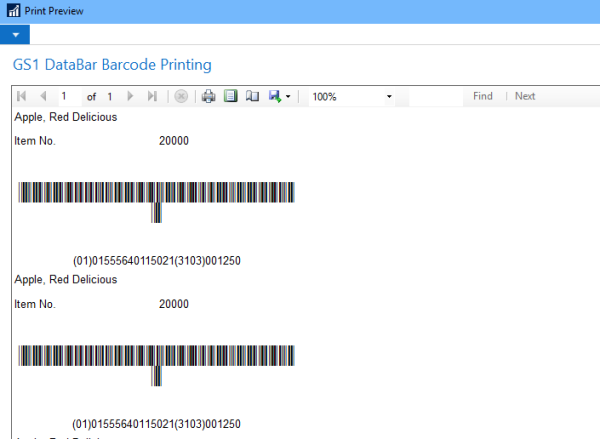 Print Preview
GS1 DataBar Barcode Printing
1 of 1 100% Find Next
Apple, Red Delicious
Item No. 20000
(01)01555640115021(3103)001250
Apple, Red Delicious
Item No. 20000
(01)01555640115021(3103)001250